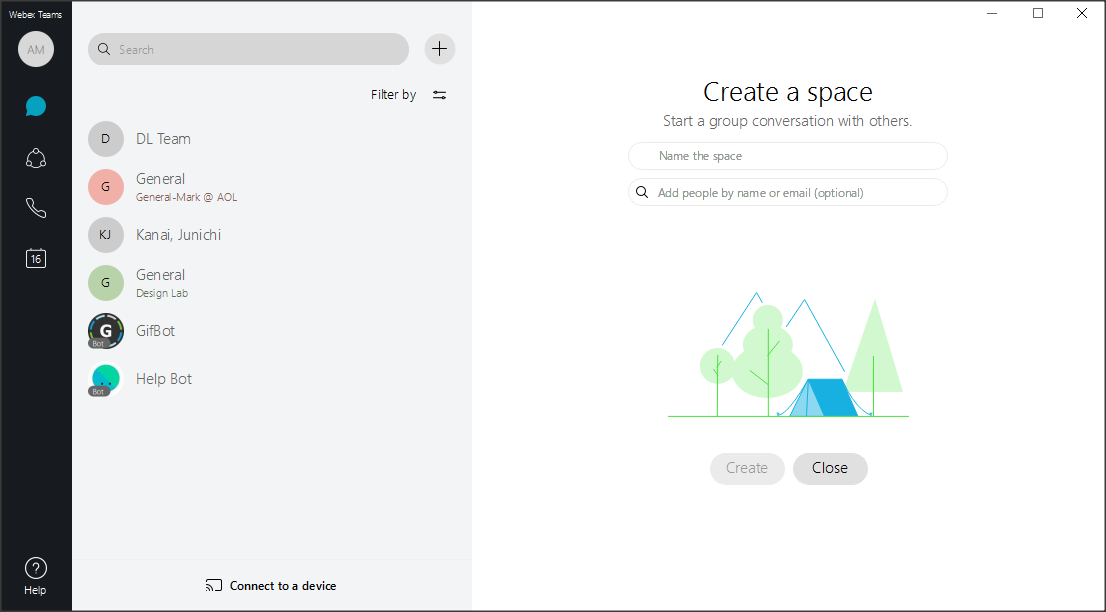 Webex Teams
AM
16
Help
Search
Filter by
D
DL Team
G
General
General-Mark @ AOL
KJ
Kanai, Junichi
G
General
Design Lab
G
Bot
GifBot
Bot
Help Bot
Connect to a device
Create a space
Start a group conversation with others.
Name the space
Add people by name or email (optional)
Create
Close